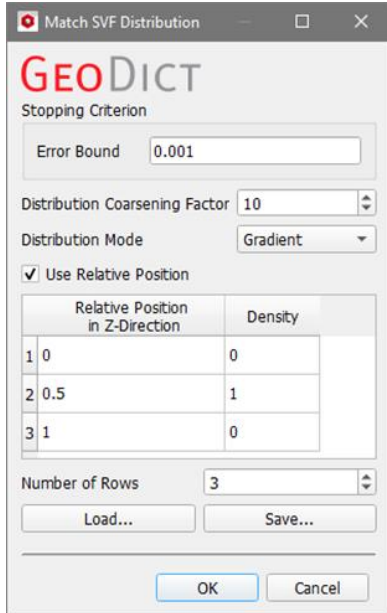 Match SVF Distribution
GEODICT
Stopping Criterion
Error Bound 0.001
Distribution Coarsening Factor 10
Distribution Mode Gradient
Use Relative Position
Relative Position
in Z-Direction Density
1 0 0
2 0.5 1
3 1 0
Number of Rows 3
Load... Save...
OK Cancel